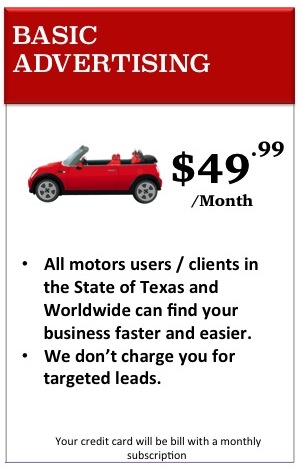 BASIC
ADVERTISING
$49.99
/Month
• All motors users / clients in
the State of Texas and
Worldwide can find your
business faster and easier.
• We don't charge you for
targeted leads.
Your credit card will be bill with a monthly
subscription